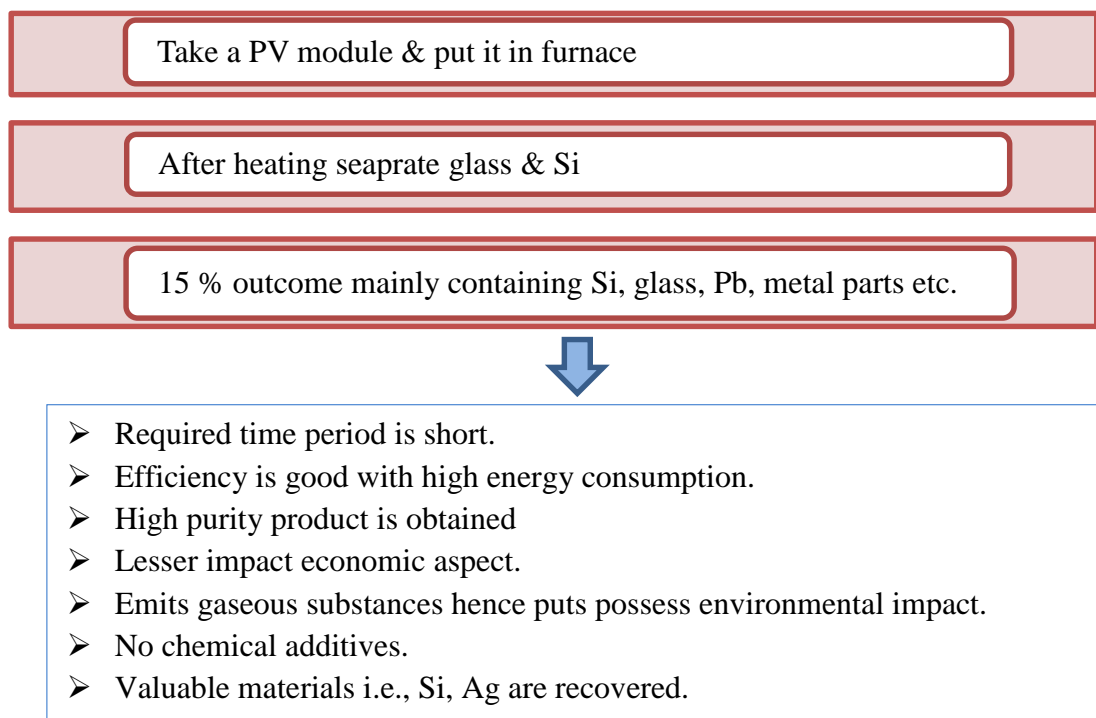 Take a PV module & put it in furnace
After heating seaprate glass & Si
15 % outcome mainly containing Si, glass, Pb, metal parts etc.
➢ Required time period is short.
➢ Efficiency is good with high energy consumption.
➢ High purity product is obtained
➢ Lesser impact economic aspect.
➢ Emits gaseous substances hence puts possess environmental impact.
➢ No chemical additives.
➢ Valuable materials i.e., Si, Ag are recovered.